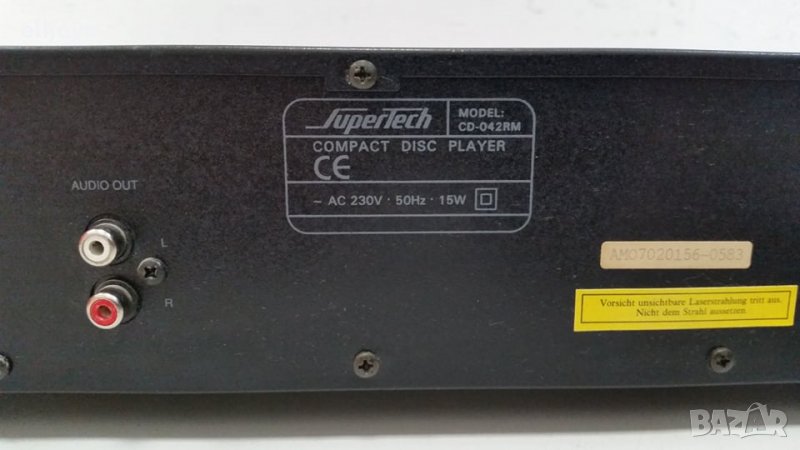 SuperTech
MODEL:
CD-042RM
COMPACT DISC PLAYER
CE
~ AC 230V · 50Hz · 15W
AUDIO OUT
L
R
AM07020156-0583
Vorsicht unsichtbare Laserstrahlung tritt aus.
Nicht dem Strahl aussetzen.
BAZAR